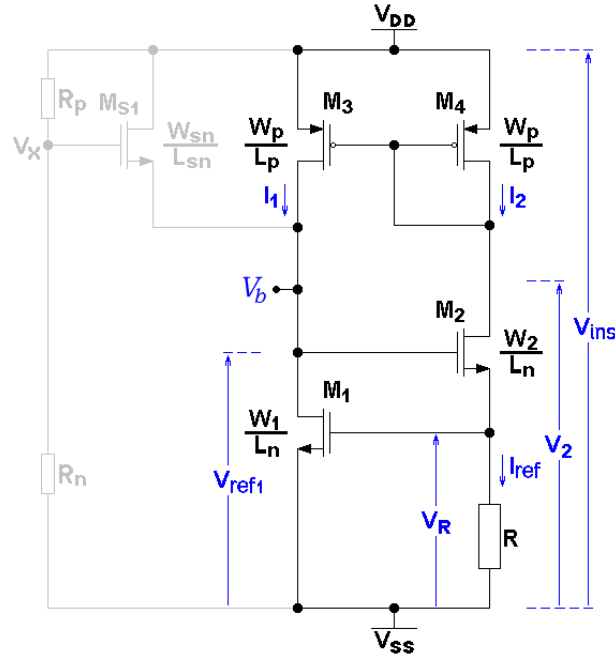 VDD
Rp
MS1
Wsn
Lsn
Vx
M3
M4
Wp
Lp
Wp
Lp
I1
I2
Vb
M2
W2
Ln
Vins
M1
W1
Ln
Vref1
VR
Iref
V2
Rn
R
VSS